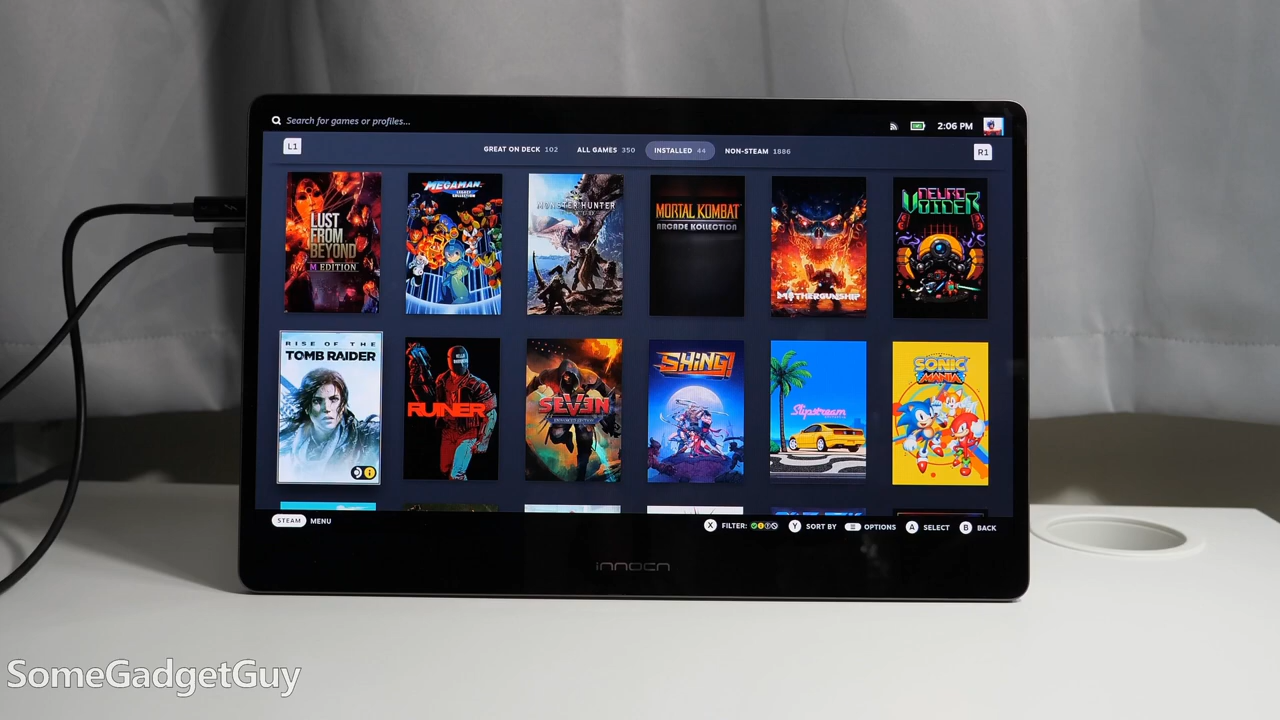 Search for games or profiles...
2:06 PM
L1
GREAT ON DECK 102
ALL GAMES 350
INSTALLED 44
NON-STEAM 1886
R1
LUST
FROM
BEYOND
M EDITION
MEGAMAN
LEGACY
COLLECTION
MONSTER HUNTER
MORTAL KOMBAT
ARCADE KOLLECTION
MOTHERGUNSHIP
NEURO
VOIDER
RISE OF THE
TOMB RAIDER
RUINER
SEVEN
ENHANCED EDITION
SHING!
Slipstream
SONIC
MANIA
STEAM MENU
X FILTER:
Y SORT BY
OPTIONS
A SELECT
B BACK
INNOCN
SomeGadgetGuy